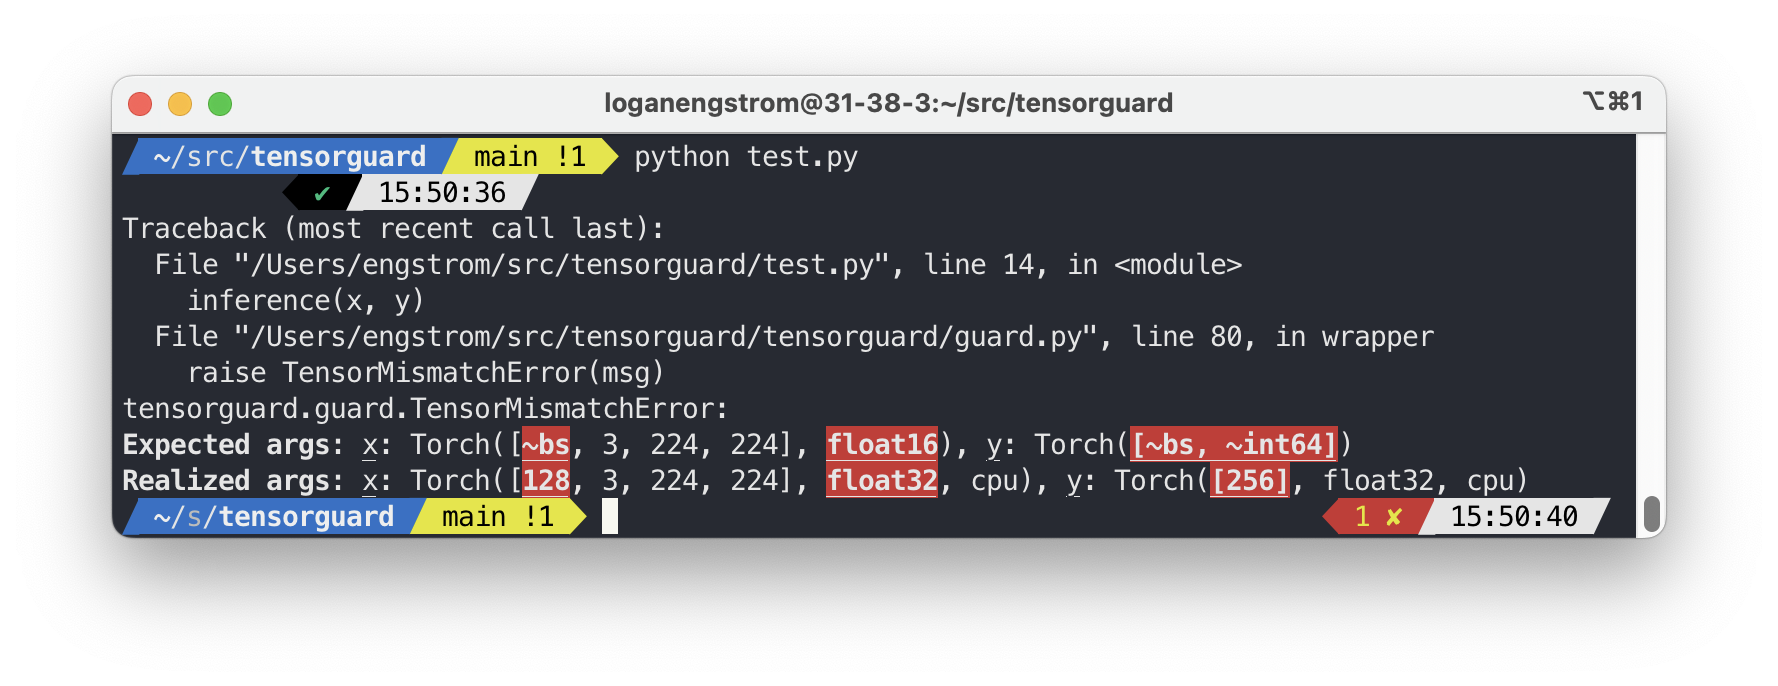 loganengstrom@31-38-3:~/src/tensorguard ⌥⌘1
~/src/tensorguard main !1 python test.py
✔ 15:50:36
Traceback (most recent call last):
  File "/Users/engstrom/src/tensorguard/test.py", line 14, in <module>
    inference(x, y)
  File "/Users/engstrom/src/tensorguard/tensorguard/guard.py", line 80, in wrapper
    raise TensorMismatchError(msg)
tensorguard.guard.TensorMismatchError:
Expected args: x: Torch([~bs, 3, 224, 224], float16), y: Torch([~bs, ~int64])
Realized args: x: Torch([128, 3, 224, 224], float32, cpu), y: Torch([256], float32, cpu)
~/s/tensorguard main !1 1 ✘ 15:50:40